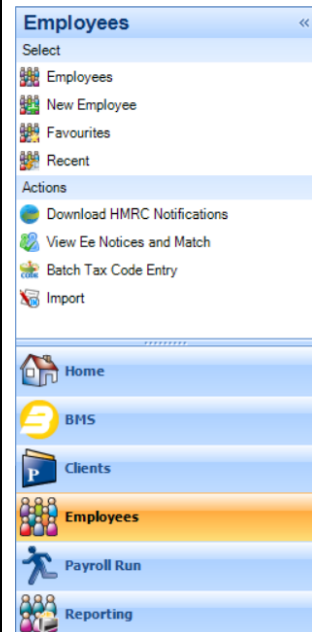 Employees «
Select
Employees
New Employee
Favourites
Recent
Actions
Download HMRC Notifications
View Ee Notices and Match
CODE Batch Tax Code Entry
Import
Home
BMS
P Clients
Employees
Payroll Run
Reporting